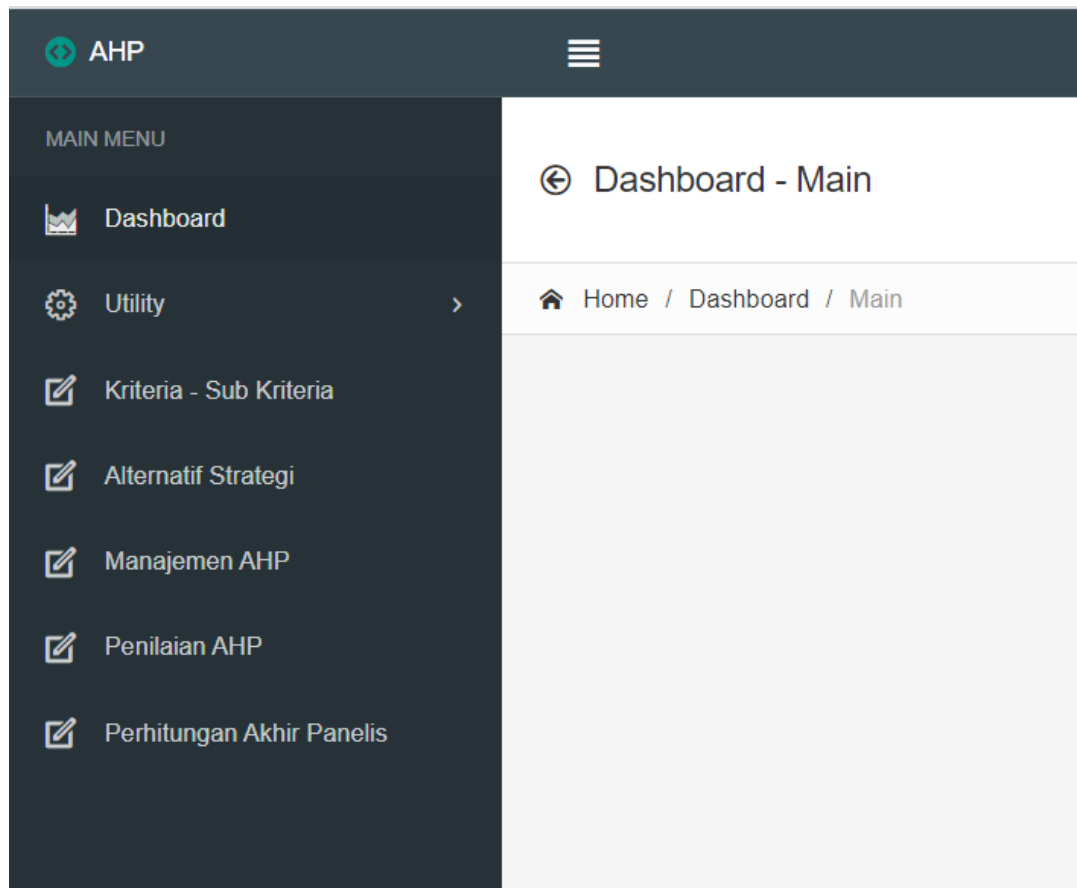 AHP
MAIN MENU
Dashboard
Utility
Kriteria - Sub Kriteria
Alternatif Strategi
Manajemen AHP
Penilaian AHP
Perhitungan Akhir Panelis
Dashboard - Main
Home / Dashboard / Main